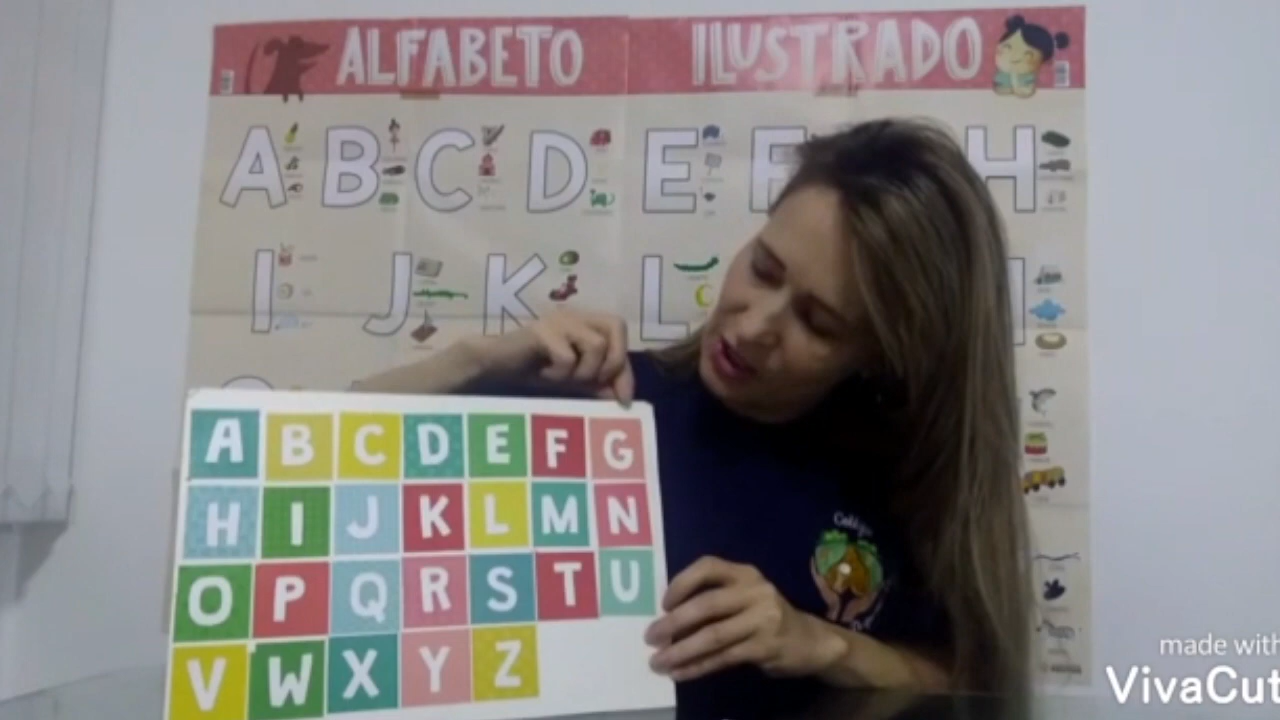 ALFABETO ILUSTRADO
A B C D E F H
I J K L
A B C D E F G
H I J K L M N
O P Q R S T U
V W X Y Z
made with
VivaCut